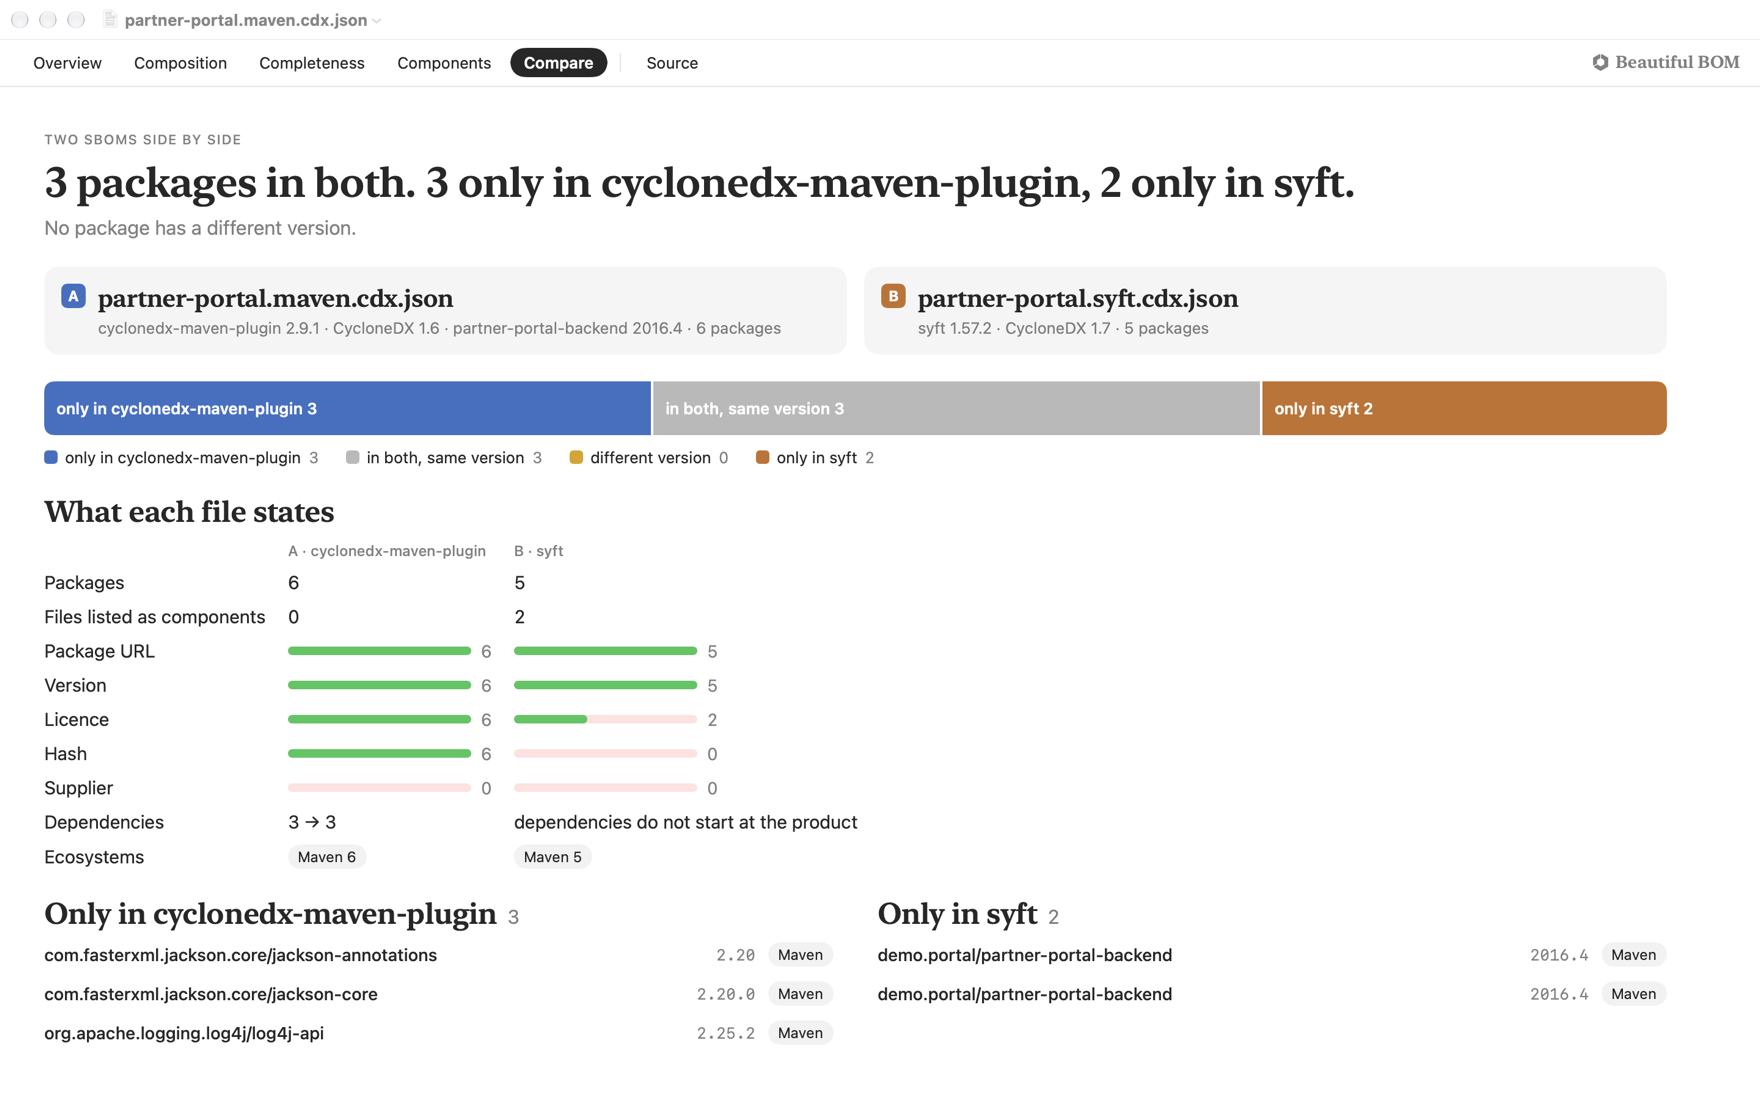 partner-portal.maven.cdx.json
Overview Composition Completeness Components Compare Source Beautiful BOM
TWO SBOMS SIDE BY SIDE
3 packages in both. 3 only in cyclonedx-maven-plugin, 2 only in syft.
No package has a different version.
A partner-portal.maven.cdx.json
cyclonedx-maven-plugin 2.9.1 · CycloneDX 1.6 · partner-portal-backend 2016.4 · 6 packages
B partner-portal.syft.cdx.json
syft 1.57.2 · CycloneDX 1.7 · 5 packages
only in cyclonedx-maven-plugin 3 in both, same version 3 only in syft 2
only in cyclonedx-maven-plugin 3 in both, same version 3 different version 0 only in syft 2
What each file states
A · cyclonedx-maven-plugin B · syft
Packages 6 5
Files listed as components 0 2
Package URL 6 5
Version 6 5
Licence 6 2
Hash 6 0
Supplier 0 0
Dependencies 3 → 3 dependencies do not start at the product
Ecosystems Maven 6 Maven 5
Only in cyclonedx-maven-plugin 3
com.fasterxml.jackson.core/jackson-annotations 2.20 Maven
com.fasterxml.jackson.core/jackson-core 2.20.0 Maven
org.apache.logging.log4j/log4j-api 2.25.2 Maven
Only in syft 2
demo.portal/partner-portal-backend 2016.4 Maven
demo.portal/partner-portal-backend 2016.4 Maven